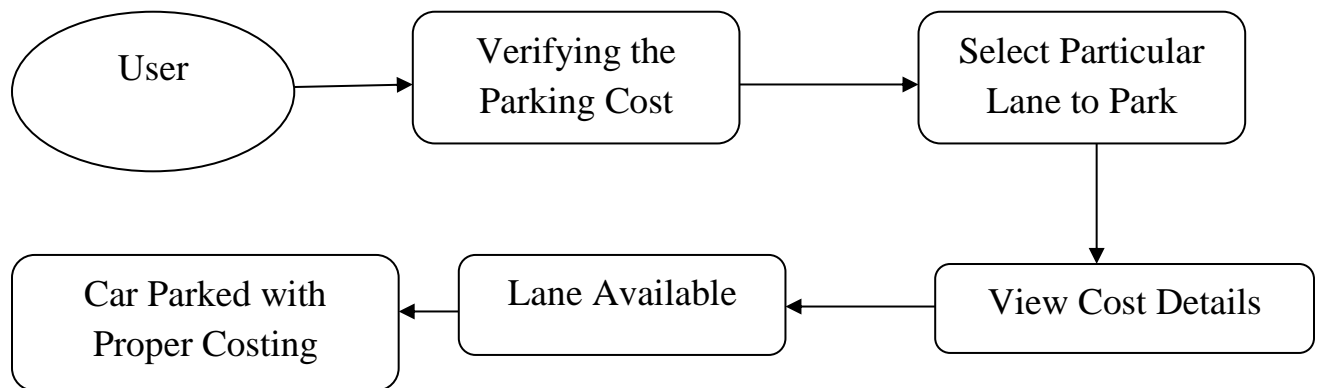 User
Verifying the
Parking Cost
Select Particular
Lane to Park
Car Parked with
Proper Costing
Lane Available
View Cost Details